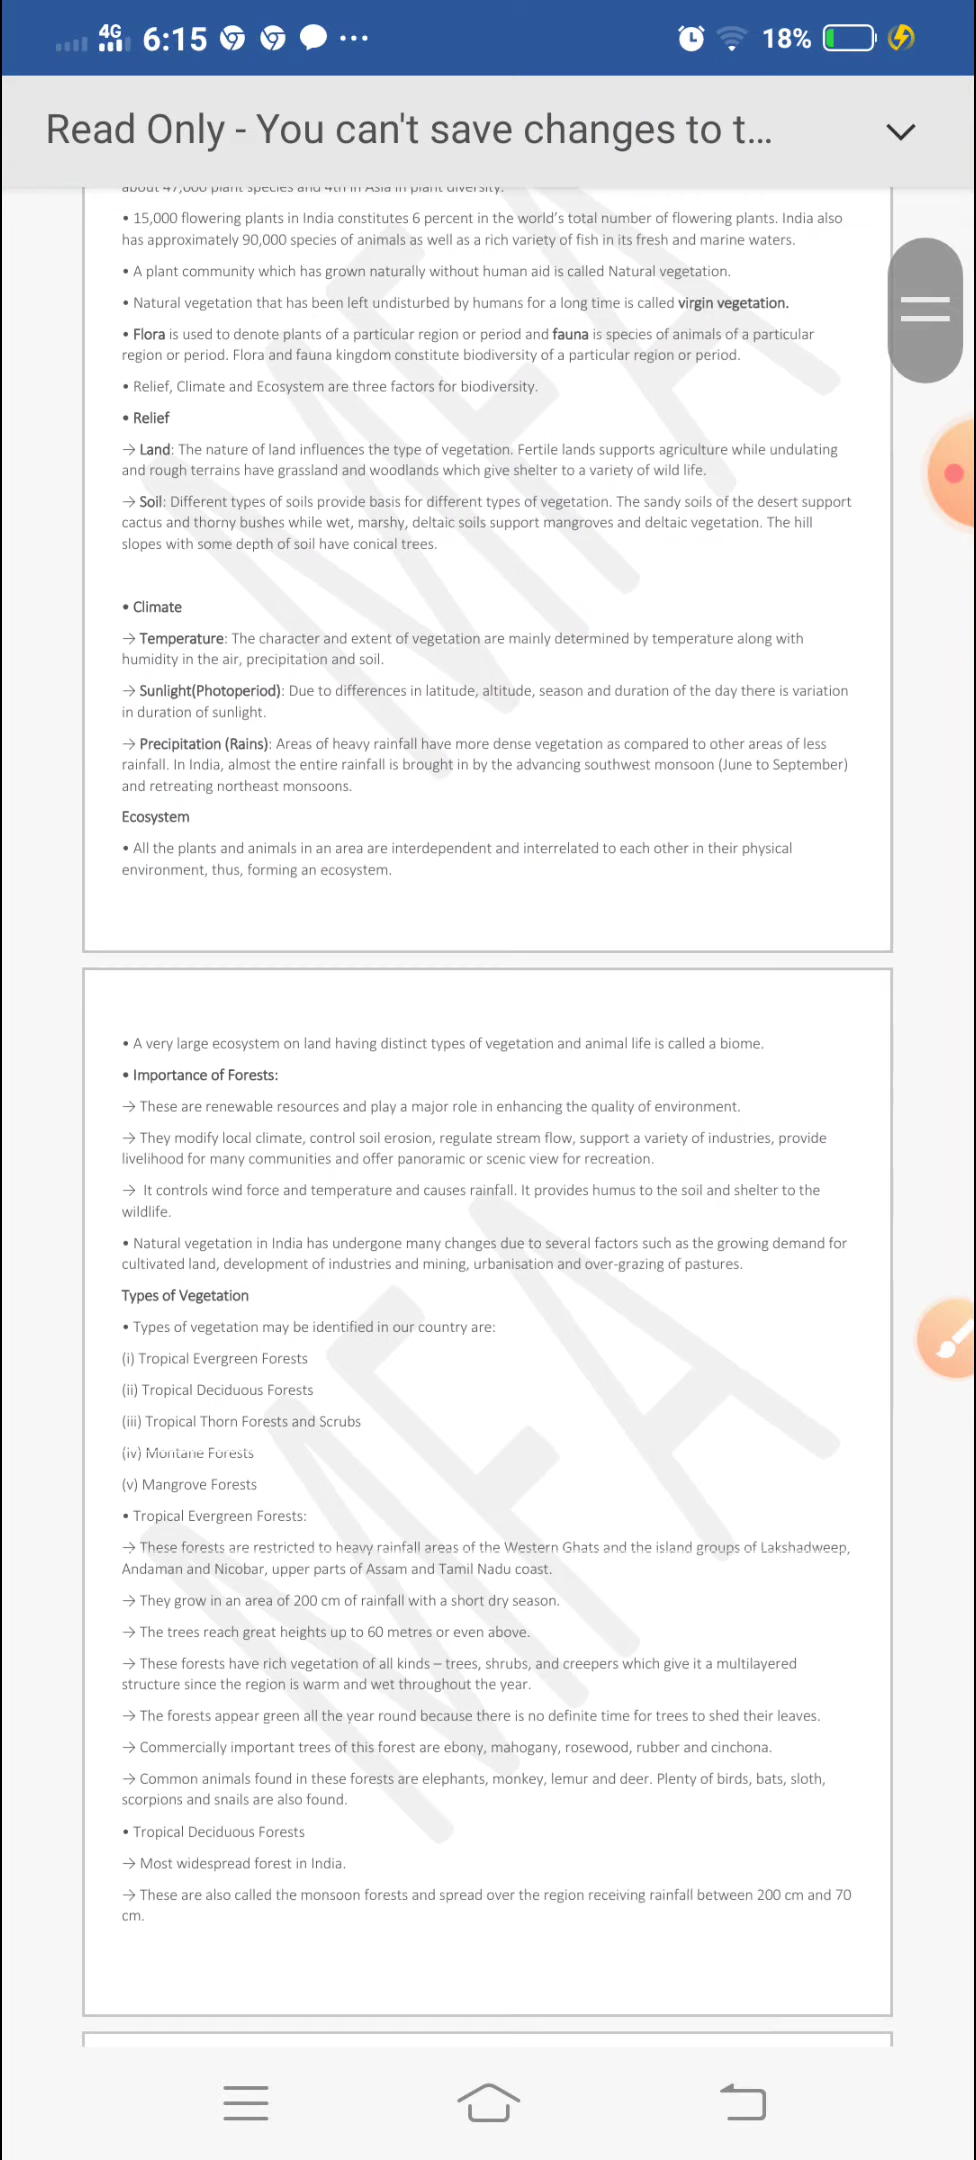 4G 6:15 ... 18%
Read Only - You can't save changes to t...
about 47,000 plant species and 4th in Asia in plant diversity.
• 15,000 flowering plants in India constitutes 6 percent in the world's total number of flowering plants. India also
has approximately 90,000 species of animals as well as a rich variety of fish in its fresh and marine waters.
• A plant community which has grown naturally without human aid is called Natural vegetation.
• Natural vegetation that has been left undisturbed by humans for a long time is called virgin vegetation.
• Flora is used to denote plants of a particular region or period and fauna is species of animals of a particular
region or period. Flora and fauna kingdom constitute biodiversity of a particular region or period.
• Relief, Climate and Ecosystem are three factors for biodiversity.
• Relief
→ Land: The nature of land influences the type of vegetation. Fertile lands supports agriculture while undulating
and rough terrains have grassland and woodlands which give shelter to a variety of wild life.
→ Soil: Different types of soils provide basis for different types of vegetation. The sandy soils of the desert support
cactus and thorny bushes while wet, marshy, deltaic soils support mangroves and deltaic vegetation. The hill
slopes with some depth of soil have conical trees.
• Climate
→ Temperature: The character and extent of vegetation are mainly determined by temperature along with
humidity in the air, precipitation and soil.
→ Sunlight(Photoperiod): Due to differences in latitude, altitude, season and duration of the day there is variation
in duration of sunlight.
→ Precipitation (Rains): Areas of heavy rainfall have more dense vegetation as compared to other areas of less
rainfall. In India, almost the entire rainfall is brought in by the advancing southwest monsoon (June to September)
and retreating northeast monsoons.
Ecosystem
• All the plants and animals in an area are interdependent and interrelated to each other in their physical
environment, thus, forming an ecosystem.
MFA
• A very large ecosystem on land having distinct types of vegetation and animal life is called a biome.
• Importance of Forests:
→ These are renewable resources and play a major role in enhancing the quality of environment.
→ They modify local climate, control soil erosion, regulate stream flow, support a variety of industries, provide
livelihood for many communities and offer panoramic or scenic view for recreation.
→ It controls wind force and temperature and causes rainfall. It provides humus to the soil and shelter to the
wildlife.
• Natural vegetation in India has undergone many changes due to several factors such as the growing demand for
cultivated land, development of industries and mining, urbanisation and over-grazing of pastures.
Types of Vegetation
• Types of vegetation may be identified in our country are:
(i) Tropical Evergreen Forests
(ii) Tropical Deciduous Forests
(iii) Tropical Thorn Forests and Scrubs
(iv) Montane Forests
(v) Mangrove Forests
• Tropical Evergreen Forests:
→ These forests are restricted to heavy rainfall areas of the Western Ghats and the island groups of Lakshadweep,
Andaman and Nicobar, upper parts of Assam and Tamil Nadu coast.
→ They grow in an area of 200 cm of rainfall with a short dry season.
→ The trees reach great heights up to 60 metres or even above.
→ These forests have rich vegetation of all kinds – trees, shrubs, and creepers which give it a multilayered
structure since the region is warm and wet throughout the year.
→ The forests appear green all the year round because there is no definite time for trees to shed their leaves.
→ Commercially important trees of this forest are ebony, mahogany, rosewood, rubber and cinchona.
→ Common animals found in these forests are elephants, monkey, lemur and deer. Plenty of birds, bats, sloth,
scorpions and snails are also found.
• Tropical Deciduous Forests
→ Most widespread forest in India.
→ These are also called the monsoon forests and spread over the region receiving rainfall between 200 cm and 70
cm.
MFA